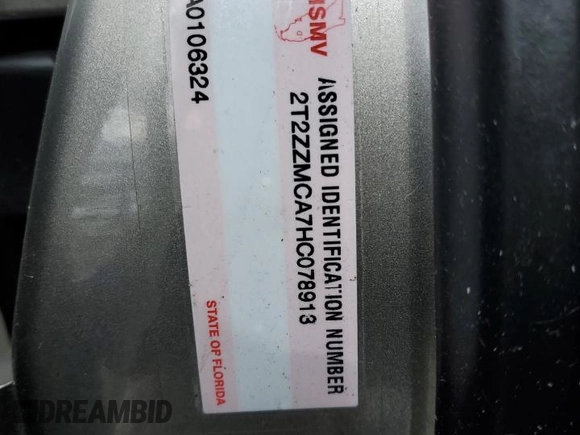 HSMV
ASSIGNED IDENTIFICATION NUMBER
2T2ZZMCA7HC078913
A0106324
STATE OF FLORIDA
DREAMBID